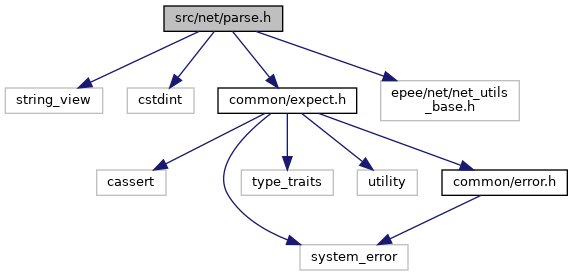 src/net/parse.h
string_view
cstdint
common/expect.h
epee/net/net_utils
_base.h
cassert
type_traits
utility
common/error.h
system_error